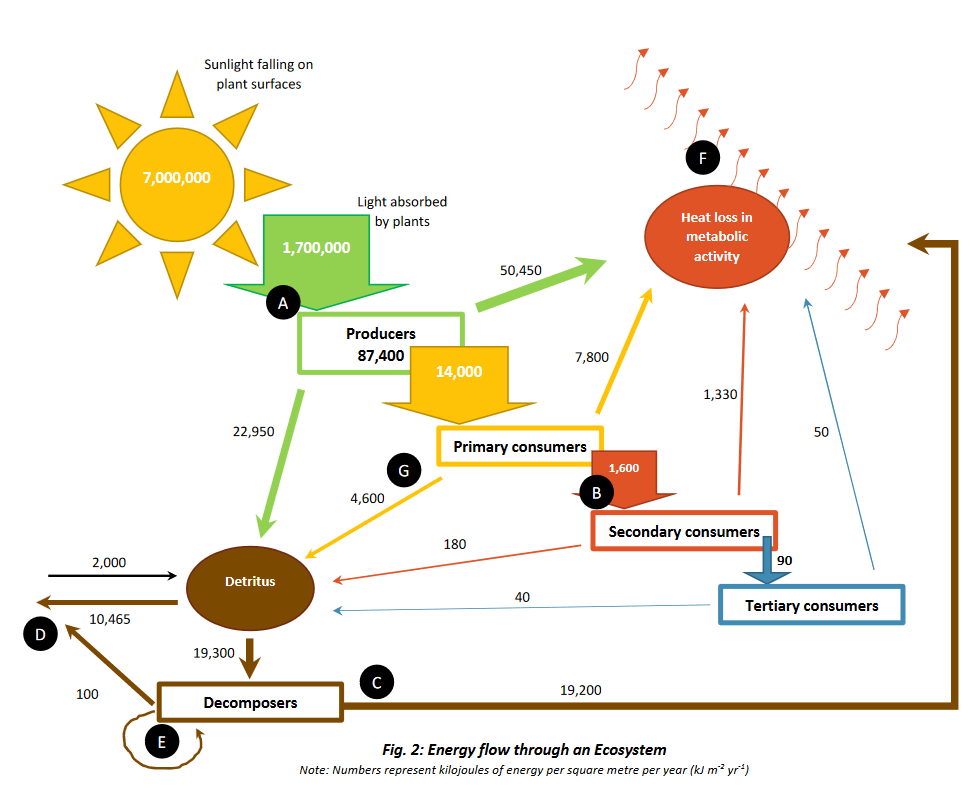 Sunlight falling on
plant surfaces
7,000,000
Light absorbed
by plants
1,700,000
A
Producers
87,400
50,450
F
Heat loss in
metabolic
activity
14,000
7,800
1,330
50
22,950
Primary consumers
G
4,600
1,600
B
Secondary consumers
180
90
2,000
Detritus
40
Tertiary consumers
10,465
D
19,300
C
100
Decomposers
19,200
E
Fig. 2: Energy flow through an Ecosystem
Note: Numbers represent kilojoules of energy per square metre per year (kJ m⁻² yr⁻¹)